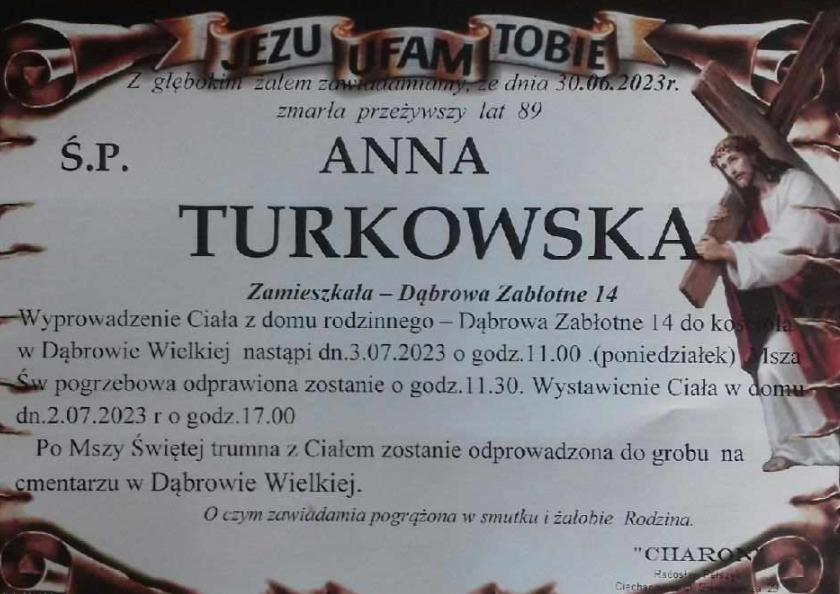 JEZU UFAM TOBIE
Z głębokim żalem zawiadamiamy, że dnia 30.06.2023r.
zmarła przeżywszy lat 89
Ś.P. ANNA
TURKOWSKA
Zamieszkała – Dąbrowa Zabłotne 14
Wyprowadzenie Ciała z domu rodzinnego – Dąbrowa Zabłotne 14 do kościoła
w Dąbrowie Wielkiej nastąpi dn.3.07.2023 o godz.11.00 .(poniedziałek) Msza
Św pogrzebowa odprawiona zostanie o godz.11.30. Wystawienie Ciała w domu
dn.2.07.2023 r o godz.17.00
Po Mszy Świętej trumna z Ciałem zostanie odprowadzona do grobu na
cmentarzu w Dąbrowie Wielkiej.
O czym zawiadamia pogrążona w smutku i żałobie Rodzina.
"CHARON"